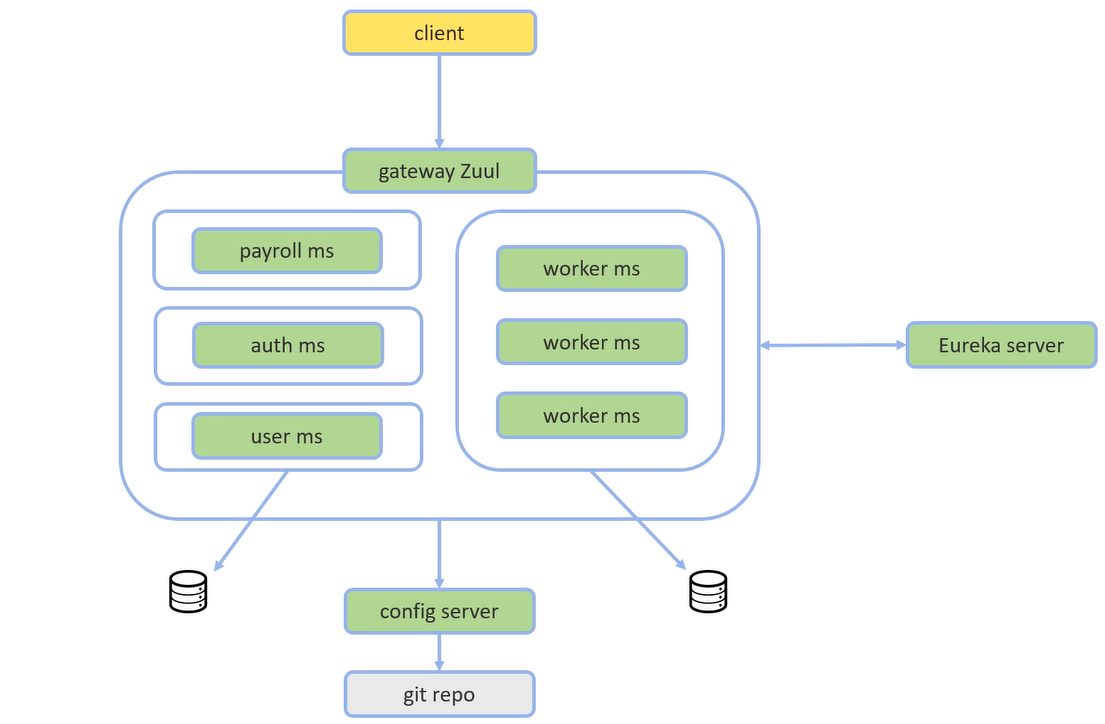 client
gateway Zuul
payroll ms
auth ms
user ms
worker ms
worker ms
worker ms
Eureka server
config server
git repo